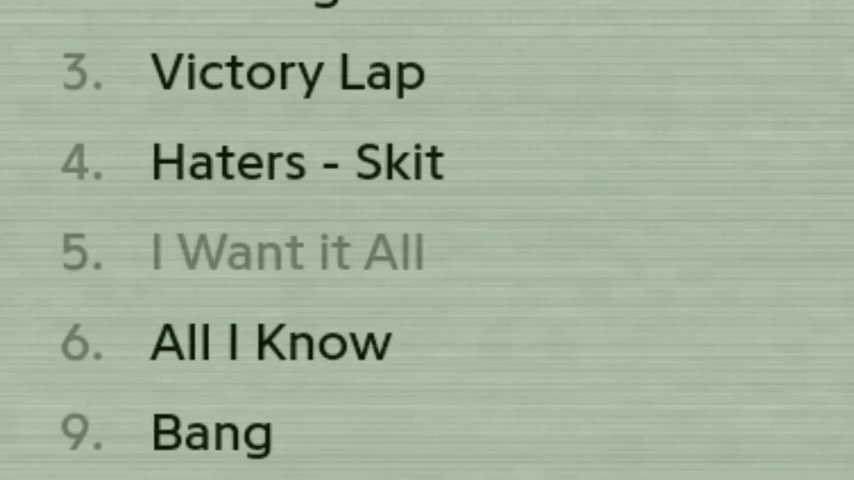 3. Victory Lap
4. Haters - Skit
5. I Want it All
6. All I Know
9. Bang